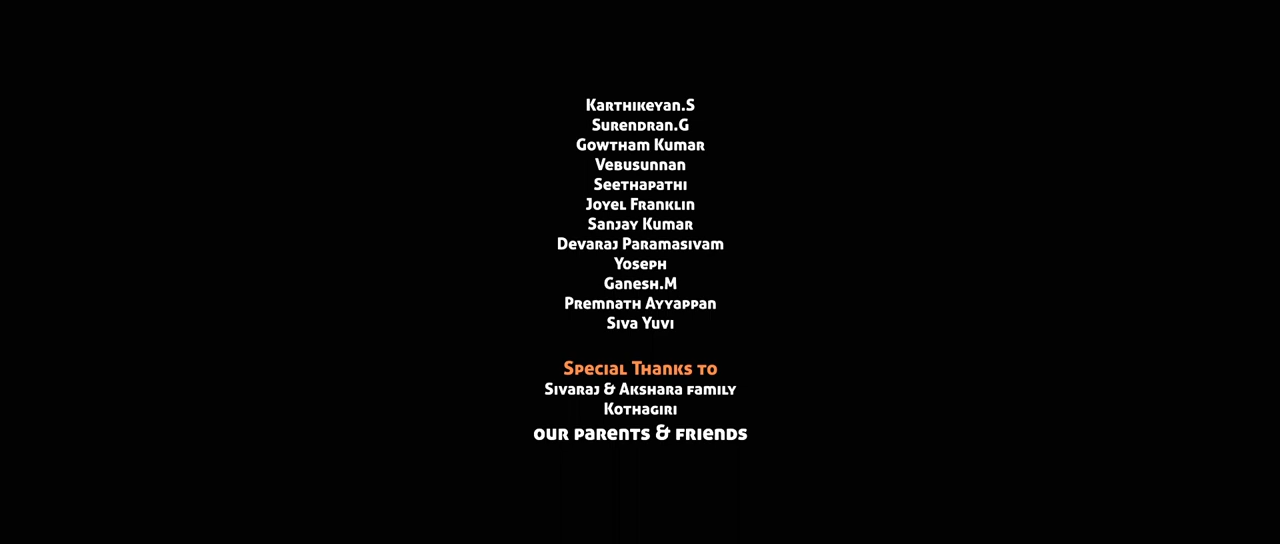 Karthikeyan.S
Surendran.G
Gowtham Kumar
Vebusunnan
Seethapathi
Joyel Franklin
Sanjay Kumar
Devaraj Paramasivam
Yoseph
Ganesh.M
Premnath Ayyappan
Siva Yuvi
Special Thanks to
Sivaraj & Akshara family
Kothagiri
our parents & friends